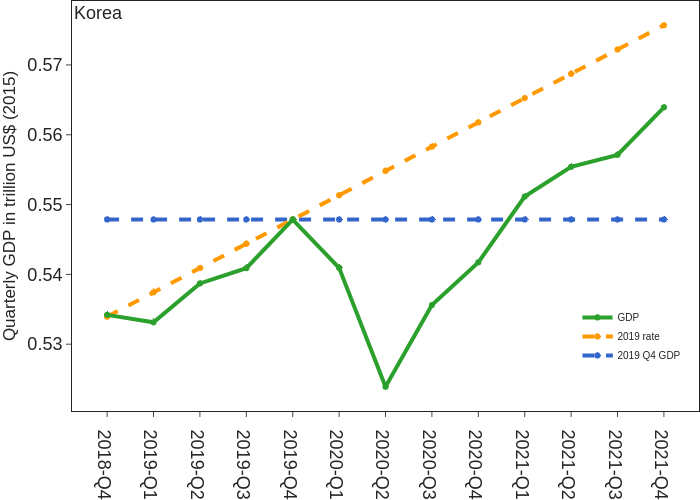 Korea
Quarterly GDP in trillion US$ (2015)
0.57
0.56
0.55
0.54
0.53
GDP
2019 rate
2019 Q4 GDP
2018-Q4
2019-Q1
2019-Q2
2019-Q3
2019-Q4
2020-Q1
2020-Q2
2020-Q3
2020-Q4
2021-Q1
2021-Q2
2021-Q3
2021-Q4